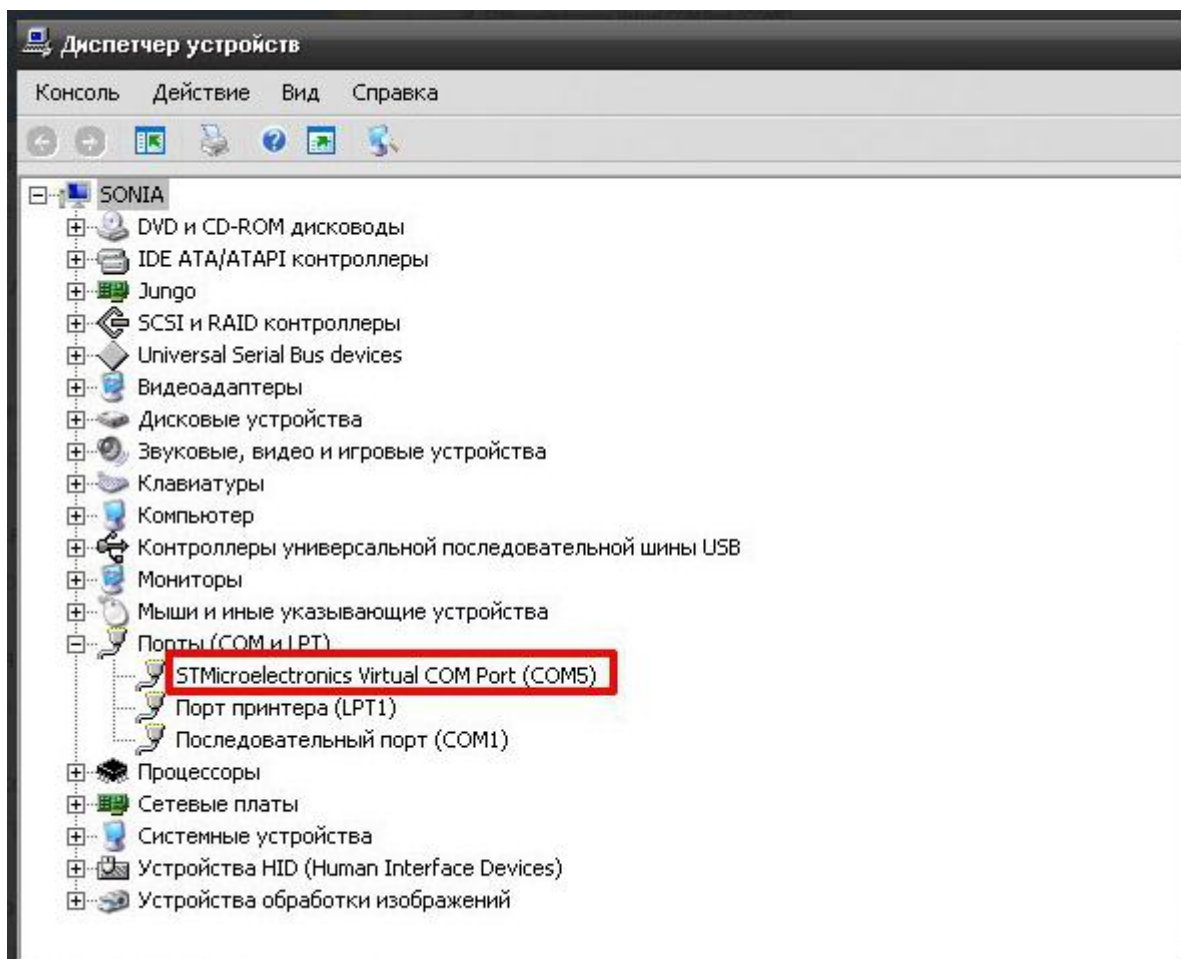 Диспетчер устройств
Консоль Действие Вид Справка
SONIA
DVD и CD-ROM дисководы
IDE ATA/ATAPI контроллеры
Jungo
SCSI и RAID контроллеры
Universal Serial Bus devices
Видеоадаптеры
Дисковые устройства
Звуковые, видео и игровые устройства
Клавиатуры
Компьютер
Контроллеры универсальной последовательной шины USB
Мониторы
Мыши и иные указывающие устройства
Порты (COM и LPT)
STMicroelectronics Virtual COM Port (COM5)
Порт принтера (LPT1)
Последовательный порт (COM1)
Процессоры
Сетевые платы
Системные устройства
Устройства HID (Human Interface Devices)
Устройства обработки изображений